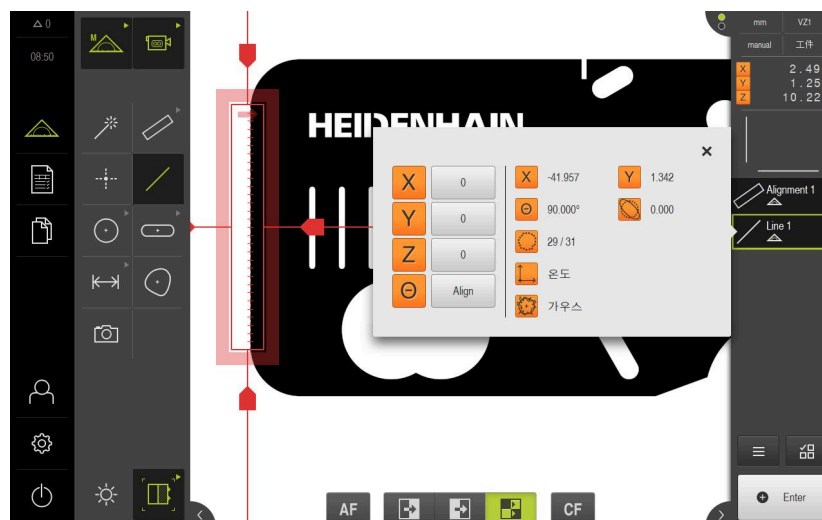 0
08:50
M
HEIDENHAIN
X
0
Y
0
Z
0
Θ
Align
X
-41.957
Y
1.342
Θ
90.000°
0.000
29 / 31
온도
가우스
mm
VZ1
manual
工件
X
2.49
Y
1.25
Z
10.22
Alignment 1
Line 1
AF
CF
Enter